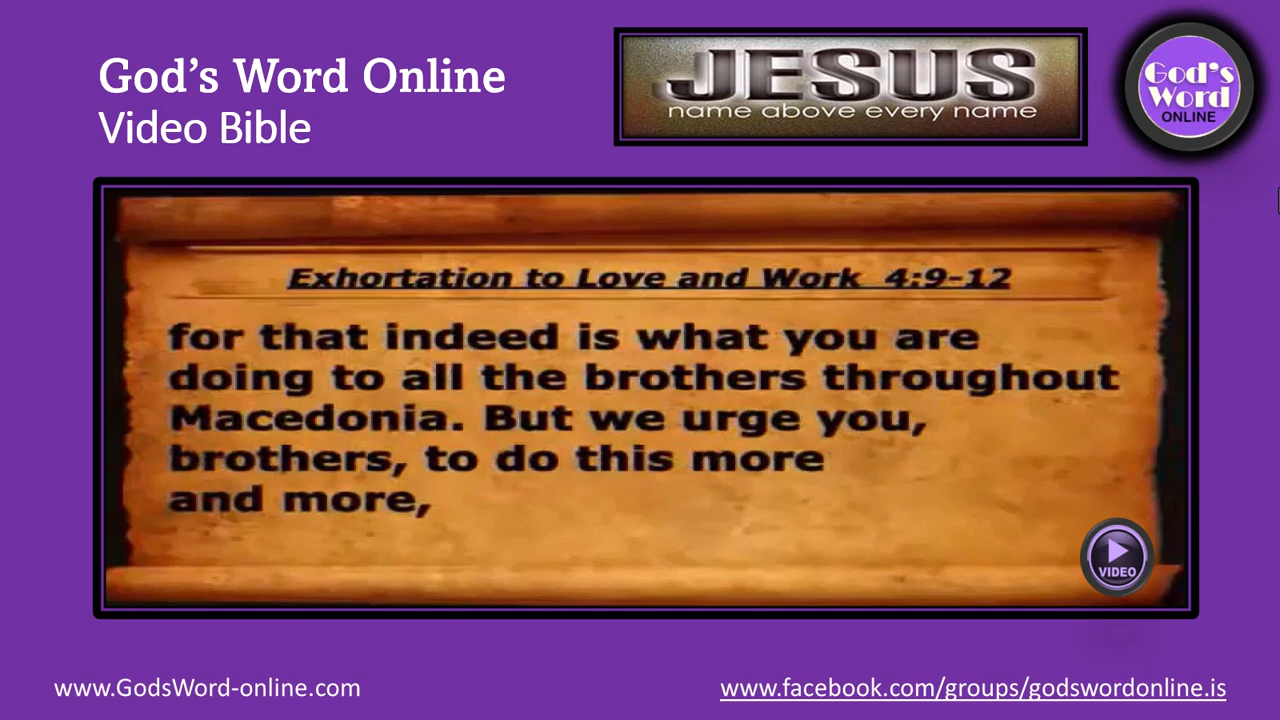 God's Word Online
Video Bible
JESUS
name above every name
God's
Word
ONLINE
Exhortation to Love and Work 4:9-12
for that indeed is what you are
doing to all the brothers throughout
Macedonia. But we urge you,
brothers, to do this more
and more,
VIDEO
www.GodsWord-online.com
www.facebook.com/groups/godswordonline.is